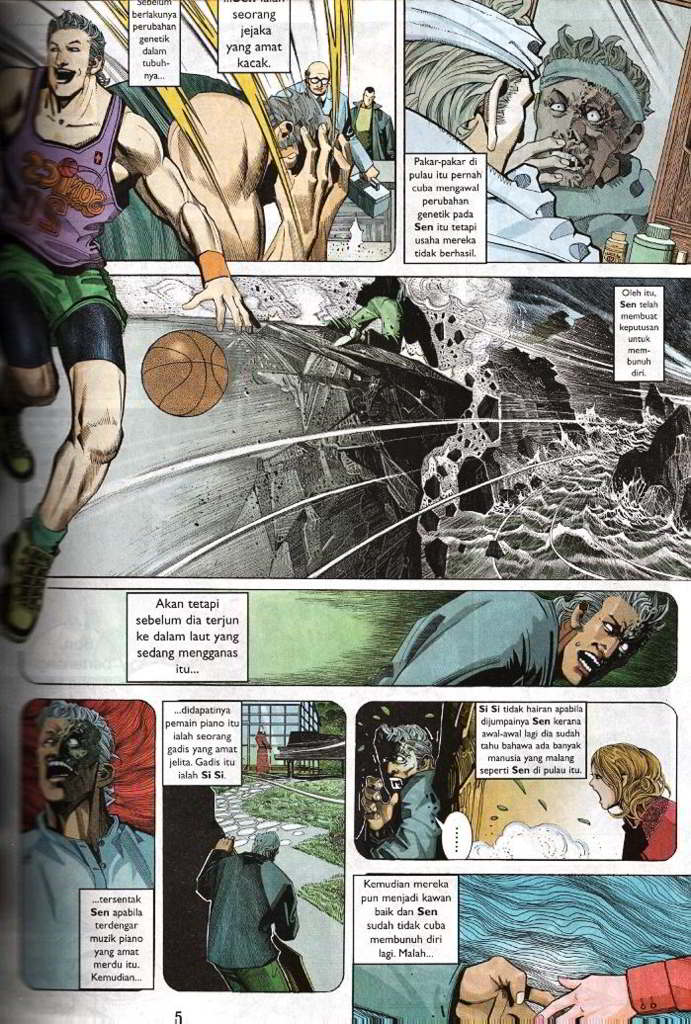 Sebelum
berlakunya
perubahan
genetik
dalam
tubuh-
nya...
...Sen ialah
seorang
jejaka
yang amat
kacak.
Pakar-pakar di
pulau itu pernah
cuba mengawal
perubahan
genetik pada
Sen itu tetapi
usaha mereka
tidak berhasil.
Oleh itu,
Sen telah
membuat
keputusan
untuk
mem-
bunuh
diri.
Akan tetapi
sebelum dia terjun
ke dalam laut yang
sedang mengganas
itu...
...tersentak
Sen apabila
terdengar
muzik piano
yang amat
merdu itu.
Kemudian...
...didapatinya
pemain piano itu
ialah seorang
gadis yang amat
jelita. Gadis itu
ialah Si Si.
Si Si tidak hairan apabila
dijumpainya Sen kerana
awal-awal lagi dia sudah
tahu bahawa ada banyak
manusia yang malang
seperti Sen di pulau itu.
....
Kemudian mereka
pun menjadi kawan
baik dan Sen
sudah tidak cuba
membunuh diri
lagi. Malah...
5